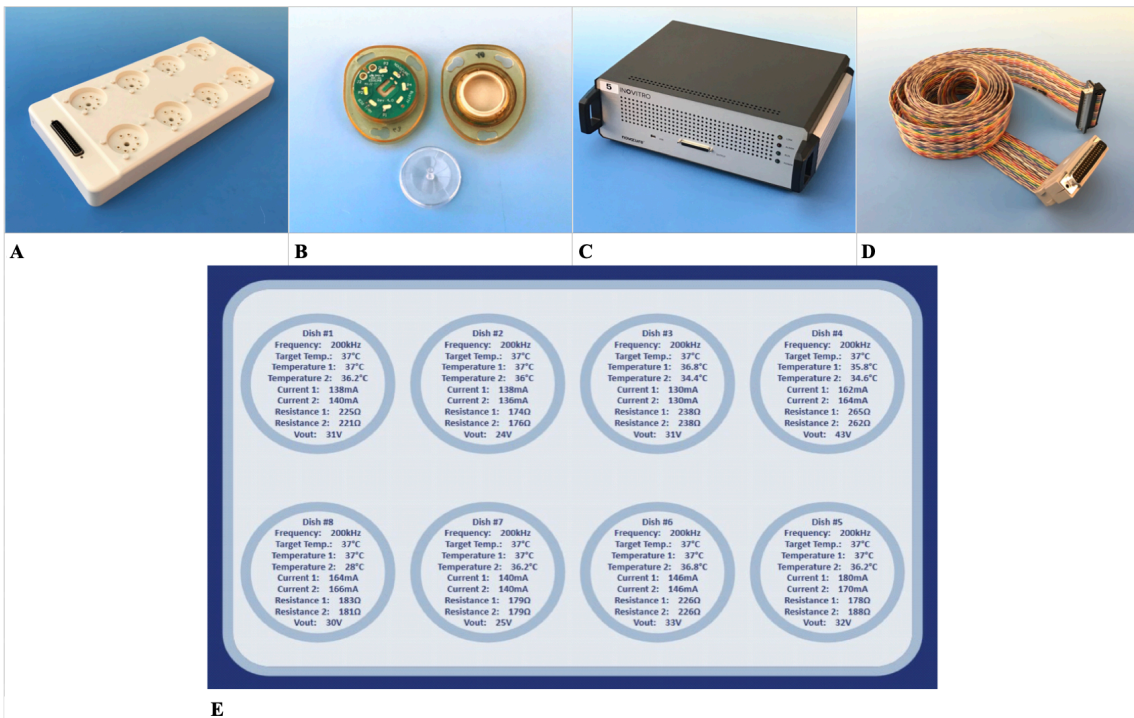 5 INOVITRO
novocure
A
B
C
D
Dish #1
Frequency: 200kHz
Target Temp.: 37°C
Temperature 1: 37°C
Temperature 2: 36.2°C
Current 1: 138mA
Current 2: 140mA
Resistance 1: 225Ω
Resistance 2: 221Ω
Vout: 31V
Dish #2
Frequency: 200kHz
Target Temp.: 37°C
Temperature 1: 37°C
Temperature 2: 36°C
Current 1: 138mA
Current 2: 136mA
Resistance 1: 174Ω
Resistance 2: 176Ω
Vout: 24V
Dish #3
Frequency: 200kHz
Target Temp.: 37°C
Temperature 1: 36.8°C
Temperature 2: 34.4°C
Current 1: 130mA
Current 2: 130mA
Resistance 1: 238Ω
Resistance 2: 238Ω
Vout: 31V
Dish #4
Frequency: 200kHz
Target Temp.: 37°C
Temperature 1: 35.8°C
Temperature 2: 34.6°C
Current 1: 162mA
Current 2: 164mA
Resistance 1: 265Ω
Resistance 2: 262Ω
Vout: 43V
Dish #8
Frequency: 200kHz
Target Temp.: 37°C
Temperature 1: 37°C
Temperature 2: 28°C
Current 1: 164mA
Current 2: 166mA
Resistance 1: 183Ω
Resistance 2: 181Ω
Vout: 30V
Dish #7
Frequency: 200kHz
Target Temp.: 37°C
Temperature 1: 37°C
Temperature 2: 36.2°C
Current 1: 140mA
Current 2: 140mA
Resistance 1: 179Ω
Resistance 2: 179Ω
Vout: 25V
Dish #6
Frequency: 200kHz
Target Temp.: 37°C
Temperature 1: 37°C
Temperature 2: 36.8°C
Current 1: 146mA
Current 2: 146mA
Resistance 1: 226Ω
Resistance 2: 226Ω
Vout: 33V
Dish #5
Frequency: 200kHz
Target Temp.: 37°C
Temperature 1: 37°C
Temperature 2: 36.2°C
Current 1: 180mA
Current 2: 170mA
Resistance 1: 178Ω
Resistance 2: 188Ω
Vout: 32V
E